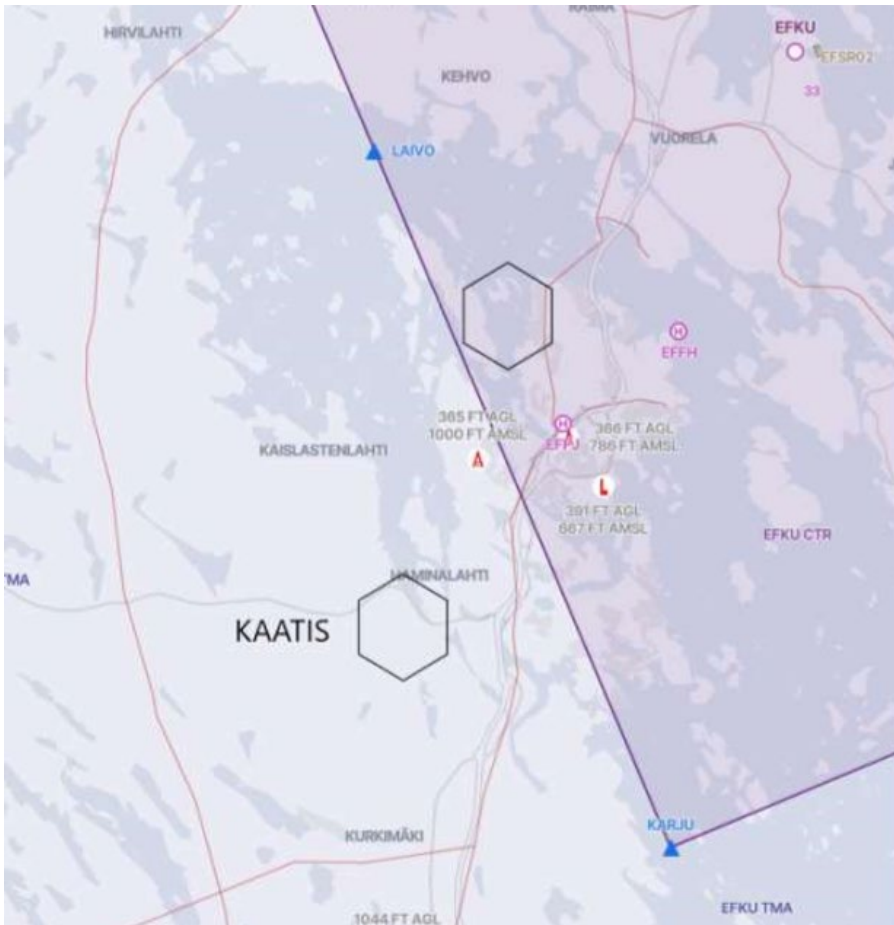 HIRVILAHTI
EFKU
EFSR02
KEHVO
33
VUORELA
LAIVO
H
EFFH
365 FT AGL
1000 FT AMSL
H
EFPJ
366 FT AGL
786 FT AMSL
KAISLASTENLAHTI
391 FT AGL
667 FT AMSL
EFKU CTR
TMA
HAMINALAHTI
KAATIS
KURKIMÄKI
KARJU
EFKU TMA
1044 FT AGL